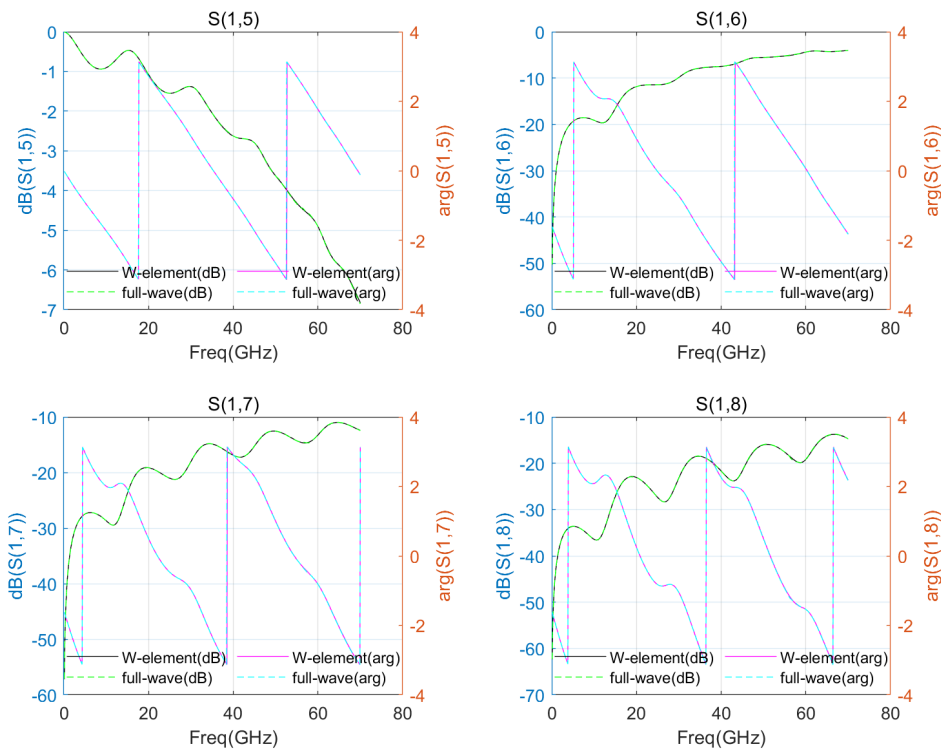 S(1,5)
0
-1
-2
-3
-4
-5
-6
-7
dB(S(1,5))
4
2
0
-2
-4
arg(S(1,5))
W-element(dB) W-element(arg)
full-wave(dB) full-wave(arg)
0 20 40 60 80
Freq(GHz)
S(1,6)
0
-10
-20
-30
-40
-50
-60
dB(S(1,6))
4
2
0
-2
-4
arg(S(1,6))
W-element(dB) W-element(arg)
full-wave(dB) full-wave(arg)
0 20 40 60 80
Freq(GHz)
S(1,7)
-10
-20
-30
-40
-50
-60
dB(S(1,7))
4
2
0
-2
-4
arg(S(1,7))
W-element(dB) W-element(arg)
full-wave(dB) full-wave(arg)
0 20 40 60 80
Freq(GHz)
S(1,8)
-10
-20
-30
-40
-50
-60
-70
dB(S(1,8))
4
2
0
-2
-4
arg(S(1,8))
W-element(dB) W-element(arg)
full-wave(dB) full-wave(arg)
0 20 40 60 80
Freq(GHz)